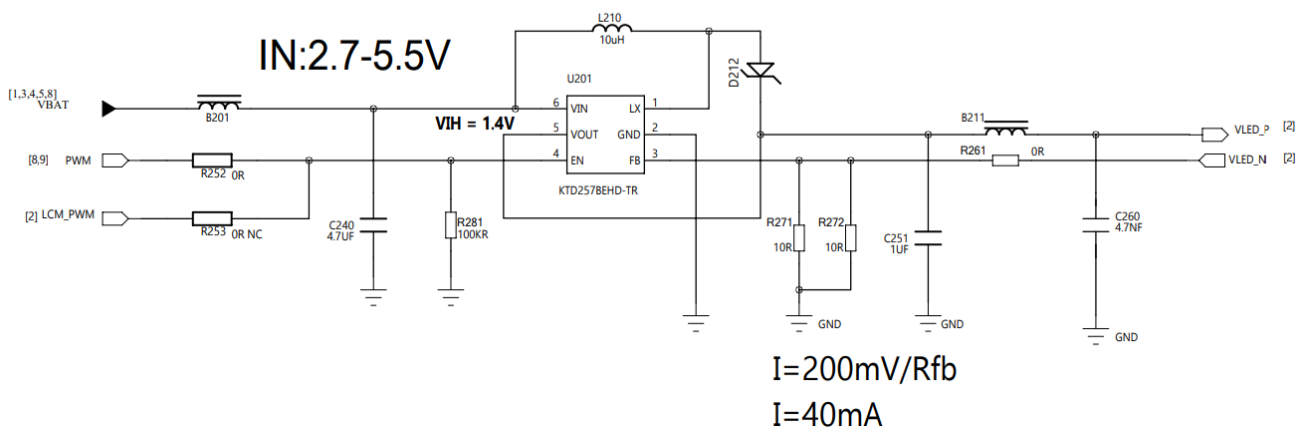 L210
10uH
IN:2.7-5.5V
D212
U201
[1,3,4,5,8]
VBAT
B201
6 VIN LX 1
VIH = 1.4V
5 VOUT GND 2
B211
VLED_P [2]
[8,9] PWM
4 EN FB 3
R252 0R
R261 0R
VLED_N [2]
KTD257BEHD-TR
[2] LCM_PWM
R253 0R NC
C240
4.7UF
R281
100KR
R271
10R
R272
10R
C251
1UF
C260
4.7NF
GND
GND
GND
I=200mV/Rfb
I=40mA